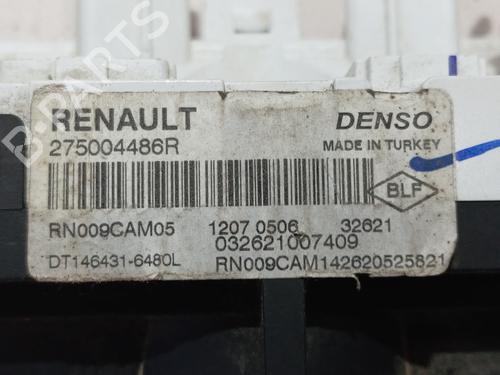 RENAULT
DENSO
275004486R
MADE IN TURKEY
BLF
RN009CAM05 1207 0506 32621
032621007409
DT146431-6480L RN009CAM142620525821
B-PARTS